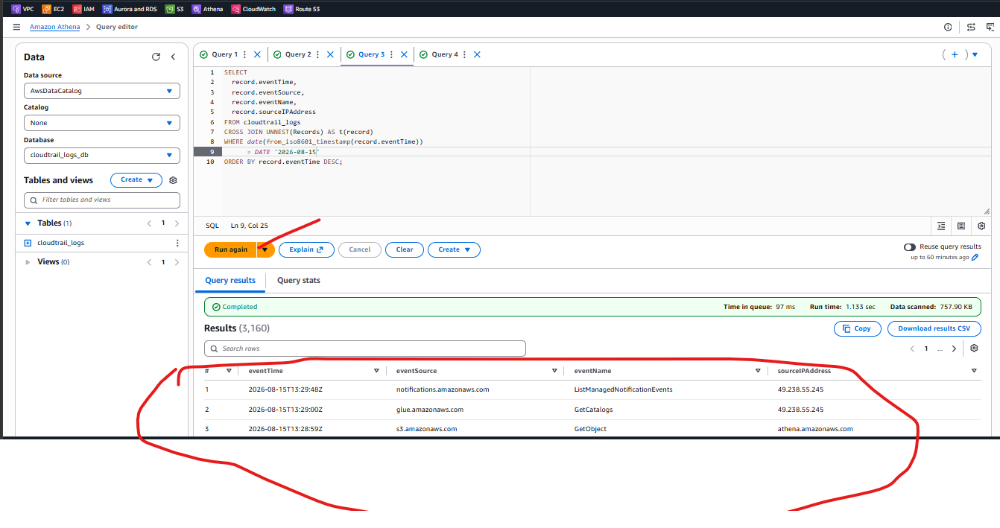 VPC EC2 IAM Aurora and RDS S3 Athena CloudWatch Route 53
Amazon Athena > Query editor
Data
Data source
AwsDataCatalog
Catalog
None
Database
cloudtrail_logs_db
Tables and views Create
Filter tables and views
Tables (1) < 1 >
cloudtrail_logs
Views (0) < 1 >
Query 1 Query 2 Query 3 Query 4
1 SELECT
2 record.eventTime,
3 record.eventSource,
4 record.eventName,
5 record.sourceIPAddress
6 FROM cloudtrail_logs
7 CROSS JOIN UNNEST(Records) AS t(record)
8 WHERE date(from_iso8601_timestamp(record.eventTime))
9 = DATE '2026-08-15'
10 ORDER BY record.eventTime DESC;
SQL Ln 9, Col 25
Run again Explain Cancel Clear Create
Reuse query results
up to 60 minutes ago
Query results Query stats
Completed Time in queue: 97 ms Run time: 1.133 sec Data scanned: 757.90 KB
Results (3,160) Copy Download results CSV
Search rows < 1 ... >
# eventTime eventSource eventName sourceIPAddress
1 2026-08-15T13:29:48Z notifications.amazonaws.com ListManagedNotificationEvents 49.238.55.245
2 2026-08-15T13:29:00Z glue.amazonaws.com GetCatalogs 49.238.55.245
3 2026-08-15T13:28:59Z s3.amazonaws.com GetObject athena.amazonaws.com